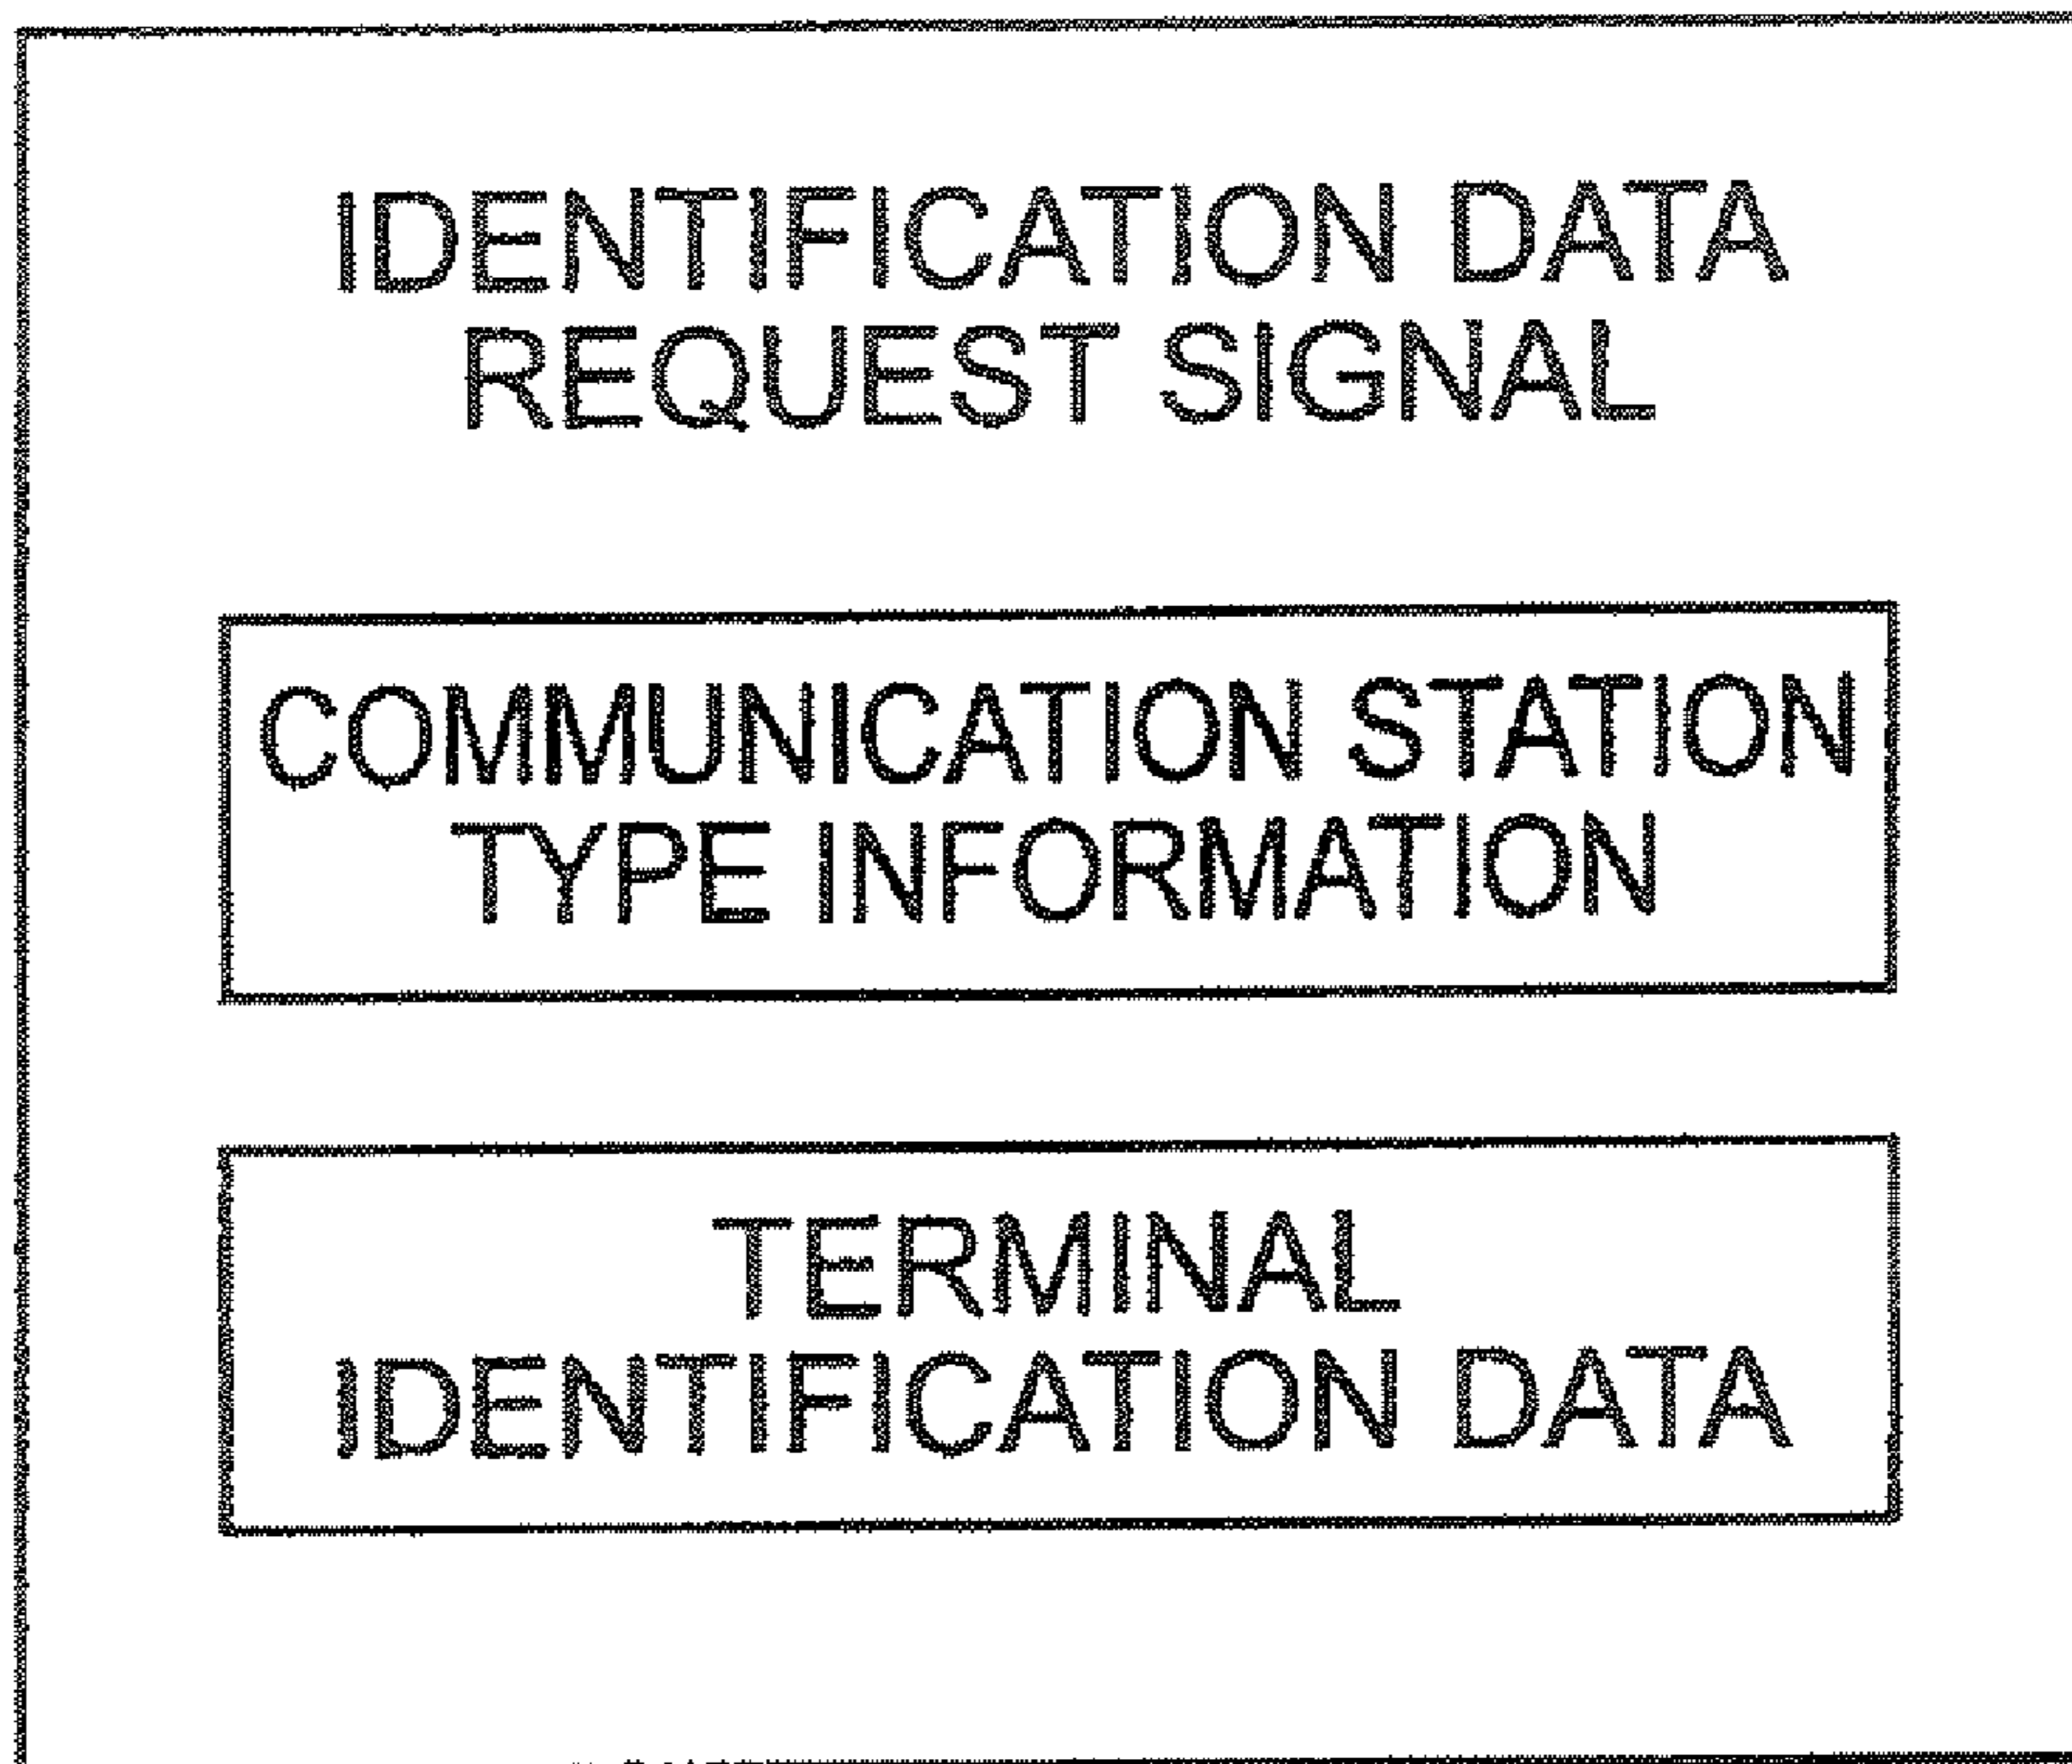 IDENTIFICATION DATA
REQUEST SIGNAL
COMMUNICATION STATION
TYPE INFORMATION
TERMINAL
IDENTIFICATION DATA